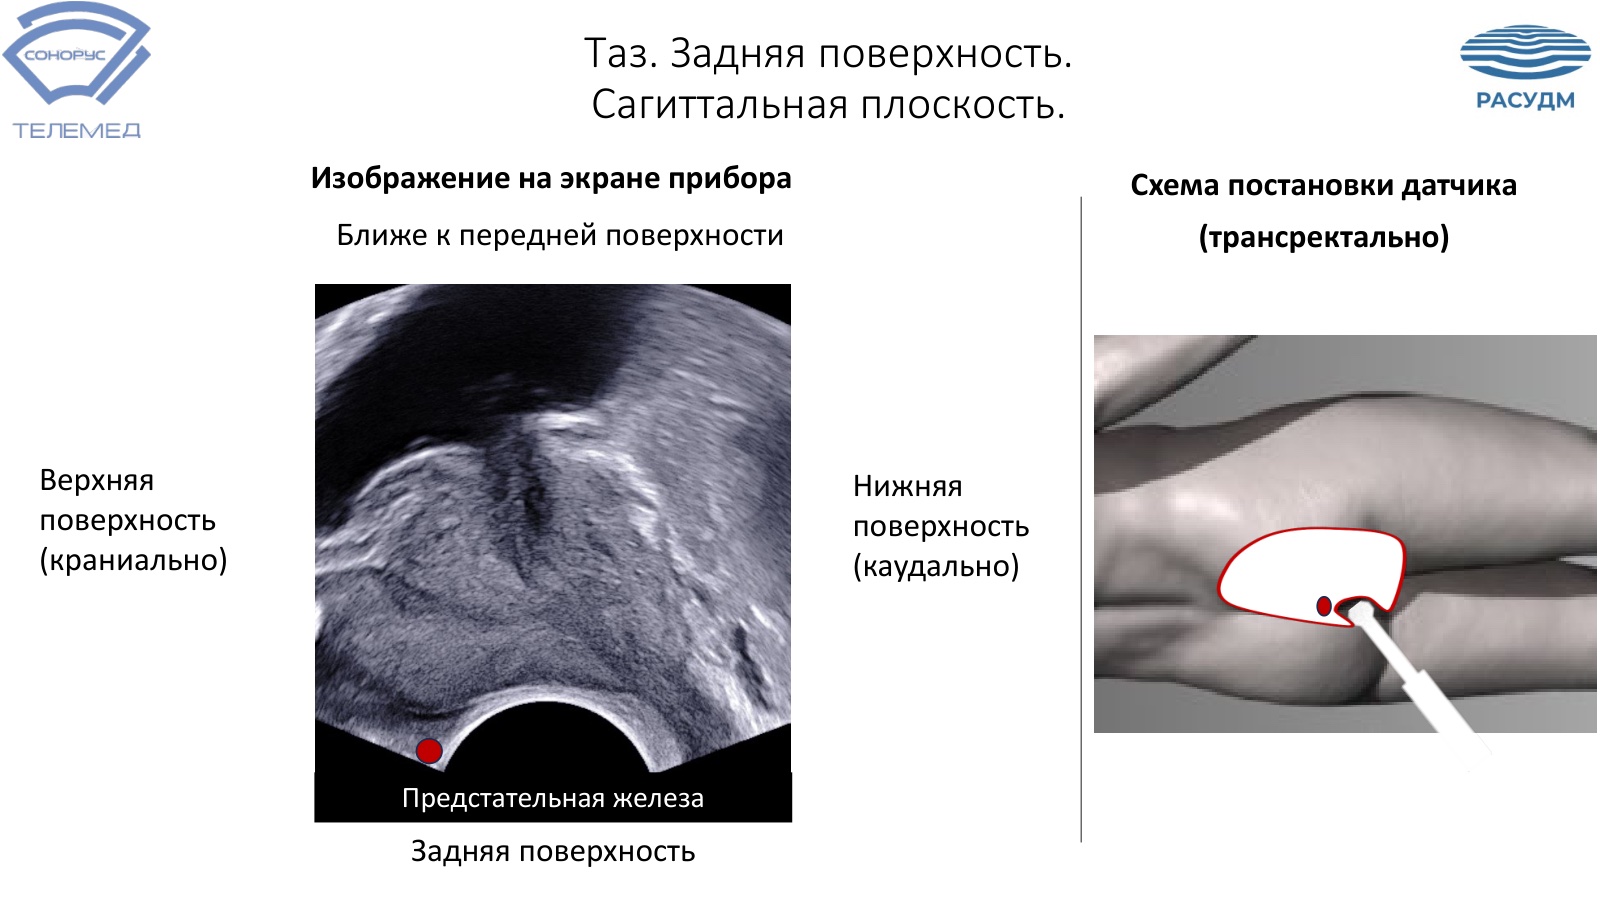 СОНОРУС
ТЕЛЕМЕД
Таз. Задняя поверхность.
Сагиттальная плоскость.
РАСУДМ
Изображение на экране прибора
Ближе к передней поверхности
Верхняя
поверхность
(краниально)
Нижняя
поверхность
(каудально)
Предстательная железа
Задняя поверхность
Схема постановки датчика
(трансректально)